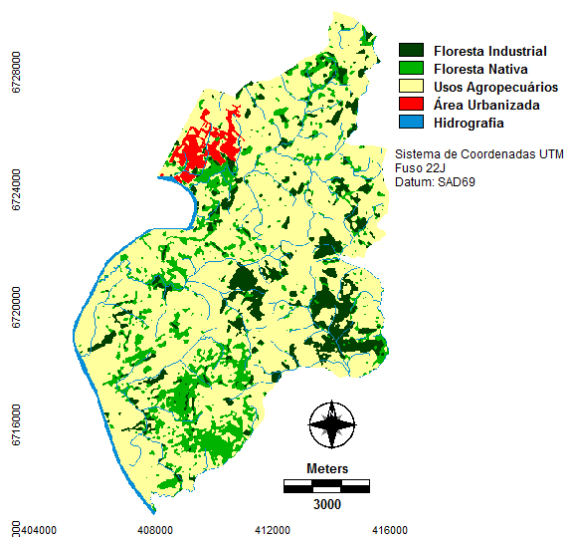 6728000
6724000
6720000
6716000
000
Floresta Industrial
Floresta Nativa
Usos Agropecuários
Área Urbanizada
Hidrografia
Sistema de Coordenadas UTM
Fuso 22J
Datum: SAD69
Meters
3000
404000 408000 412000 416000